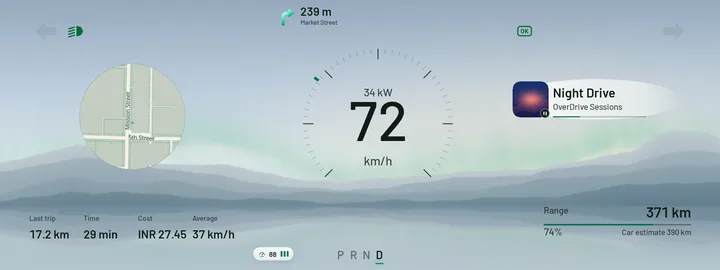 239 m
Market Street
OK
34 kW
72
km/h
Mission Street
5th Street
Night Drive
OverDrive Sessions
Last trip
17.2 km
Time
29 min
Cost
INR 27.45
Average
37 km/h
Range
371 km
74%
Car estimate 390 km
88
P R N D